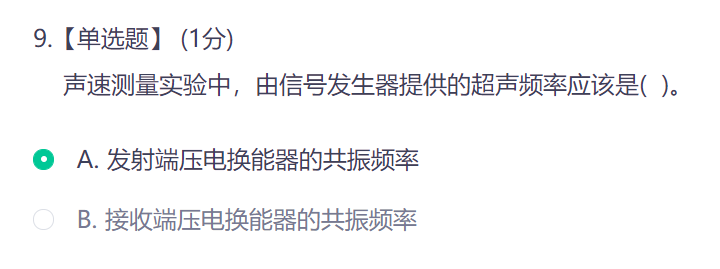 9.【单选题】 (1分)
声速测量实验中，由信号发生器提供的超声频率应该是(  )。
A. 发射端压电换能器的共振频率
B. 接收端压电换能器的共振频率